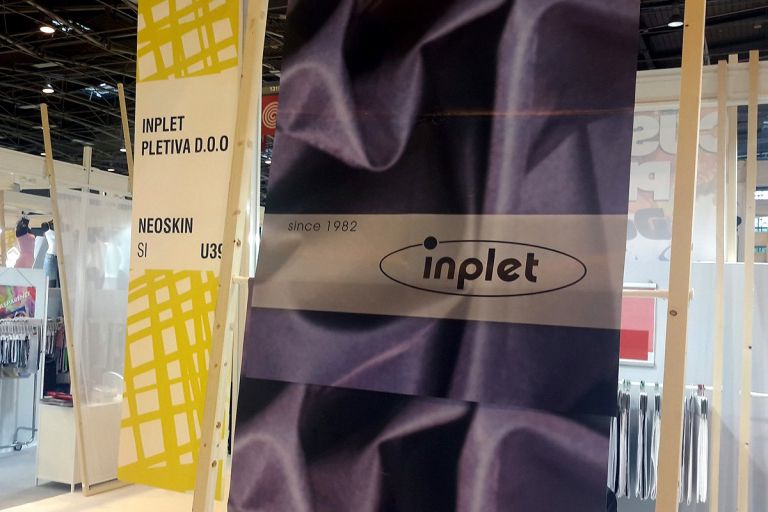 INPLET
PLETIVA D.O.O
NEOSKIN
SI U39
since 1982
inplet